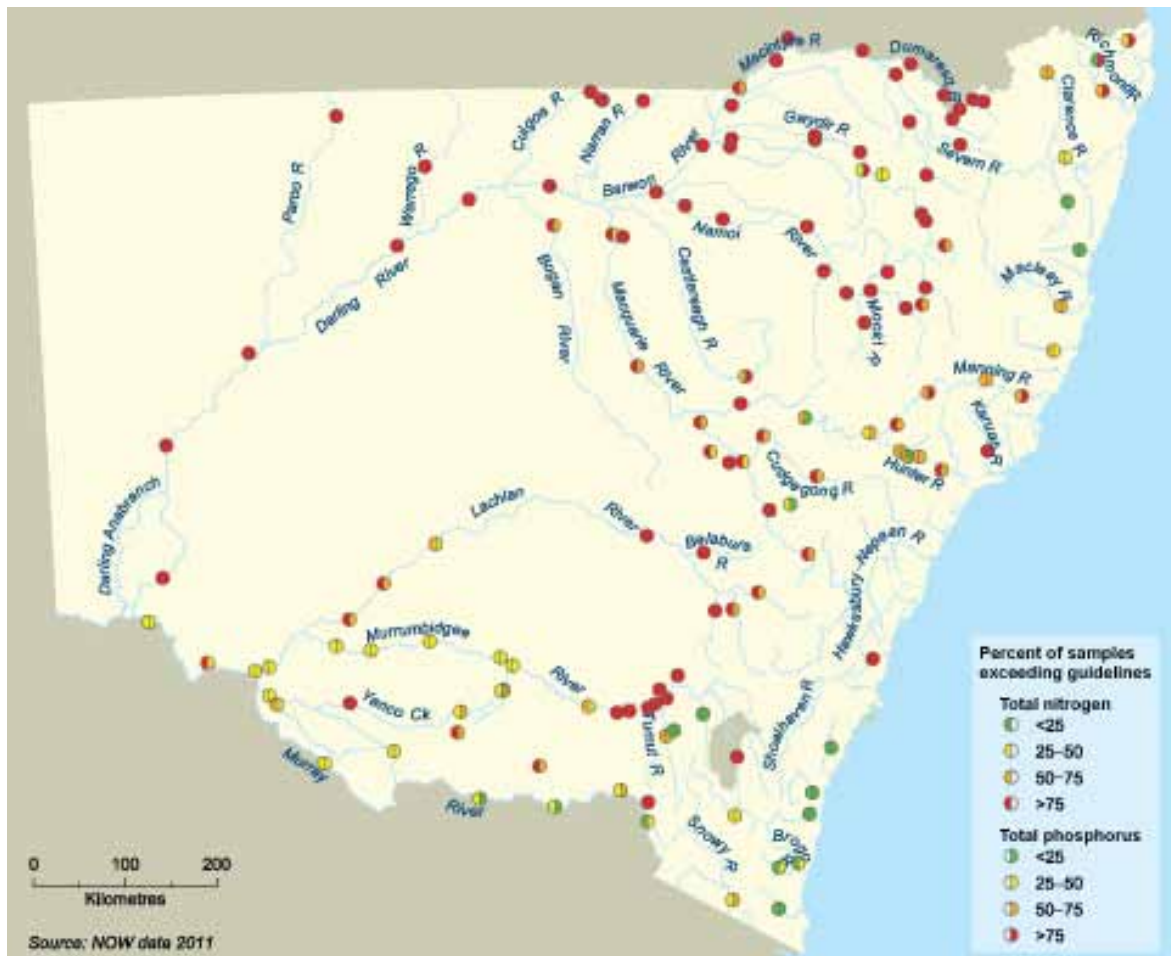 Macintyre R
Dumaresq R
Richmond R
Clarence R
Culgoa R
Narran R
Gwydir R
Severn R
Paroo R
Warrego R
Barwon River
Namoi River
Darling River
Bogan River
Macquarie River
Castlereagh R
Mooki R
Macleay R
Manning R
Karuah R
Hunter R
Cudgegong R
Darling Anabranch
Lachlan River
Belabula R
Hawkesbury-Nepean R
Murrumbidgee River
Yanco Ck
Tumut R
Shoalhaven R
Murray River
Snowy R
Brogo R
Percent of samples
exceeding guidelines
Total nitrogen
<25
25–50
50–75
>75
Total phosphorus
<25
25–50
50–75
>75
0 100 200
Kilometres
Source: NOW data 2011